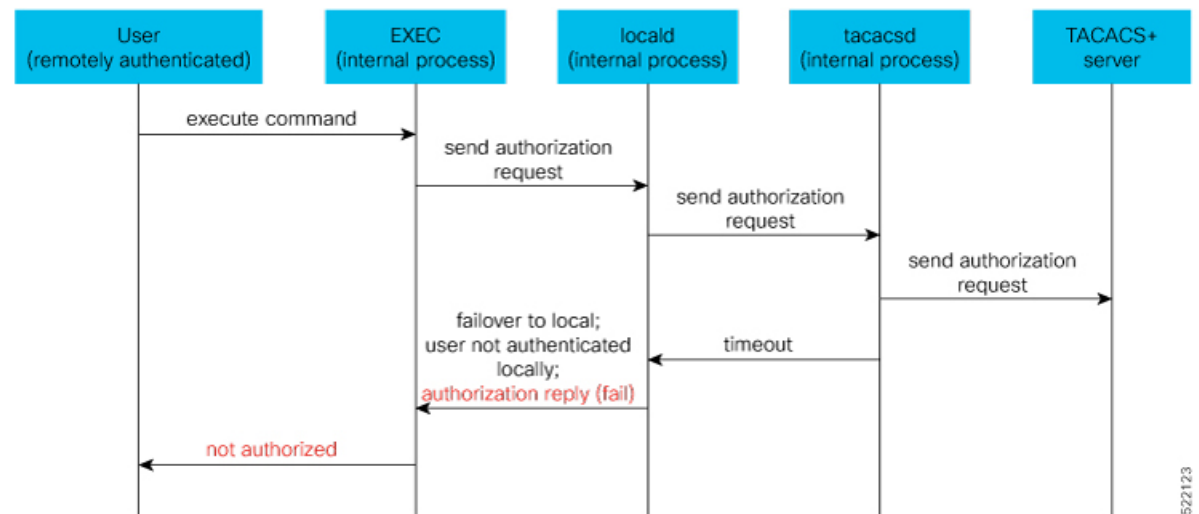 User
(remotely authenticated)
EXEC
(internal process)
locald
(internal process)
tacacsd
(internal process)
TACACS+
server
execute command
send authorization
request
send authorization
request
send authorization
request
failover to local;
user not authenticated
locally;
authorization reply (fail)
timeout
not authorized
522123